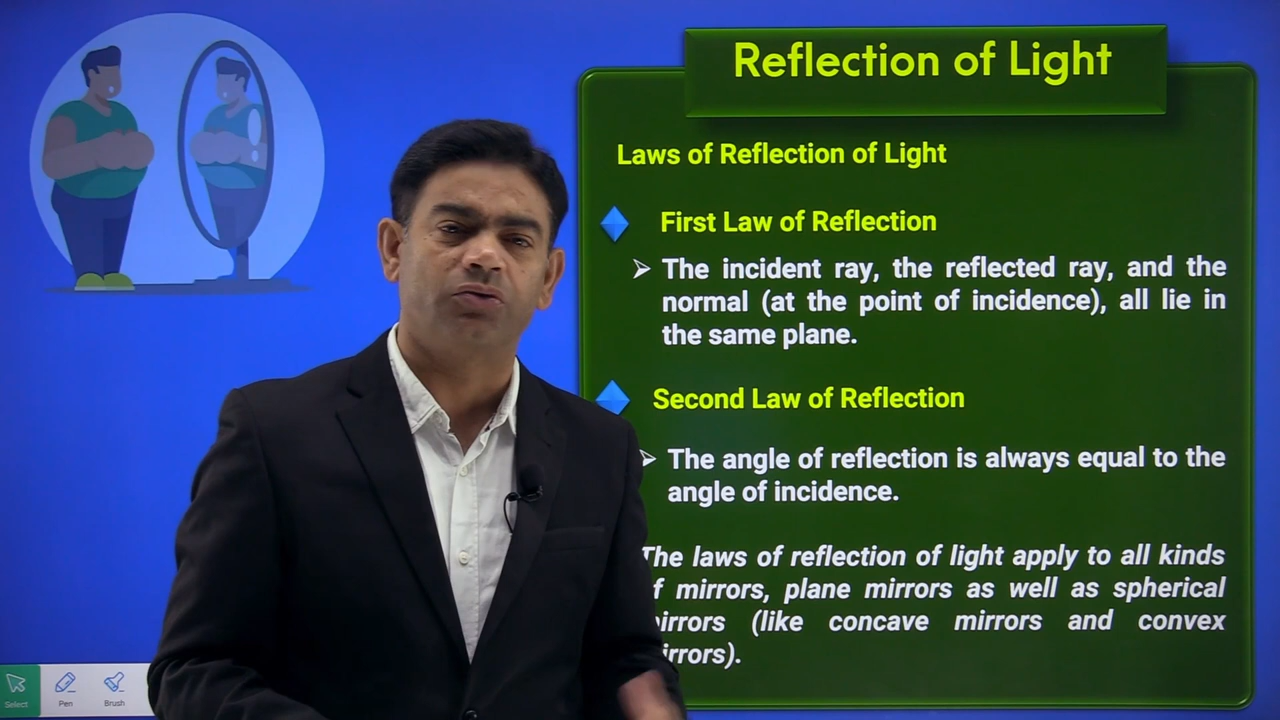 Reflection of Light
Laws of Reflection of Light
First Law of Reflection
The incident ray, the reflected ray, and the
normal (at the point of incidence), all lie in
the same plane.
Second Law of Reflection
The angle of reflection is always equal to the
angle of incidence.
The laws of reflection of light apply to all kinds
mirrors, plane mirrors as well as spherical
(like concave mirrors and convex
Select Pen Brush